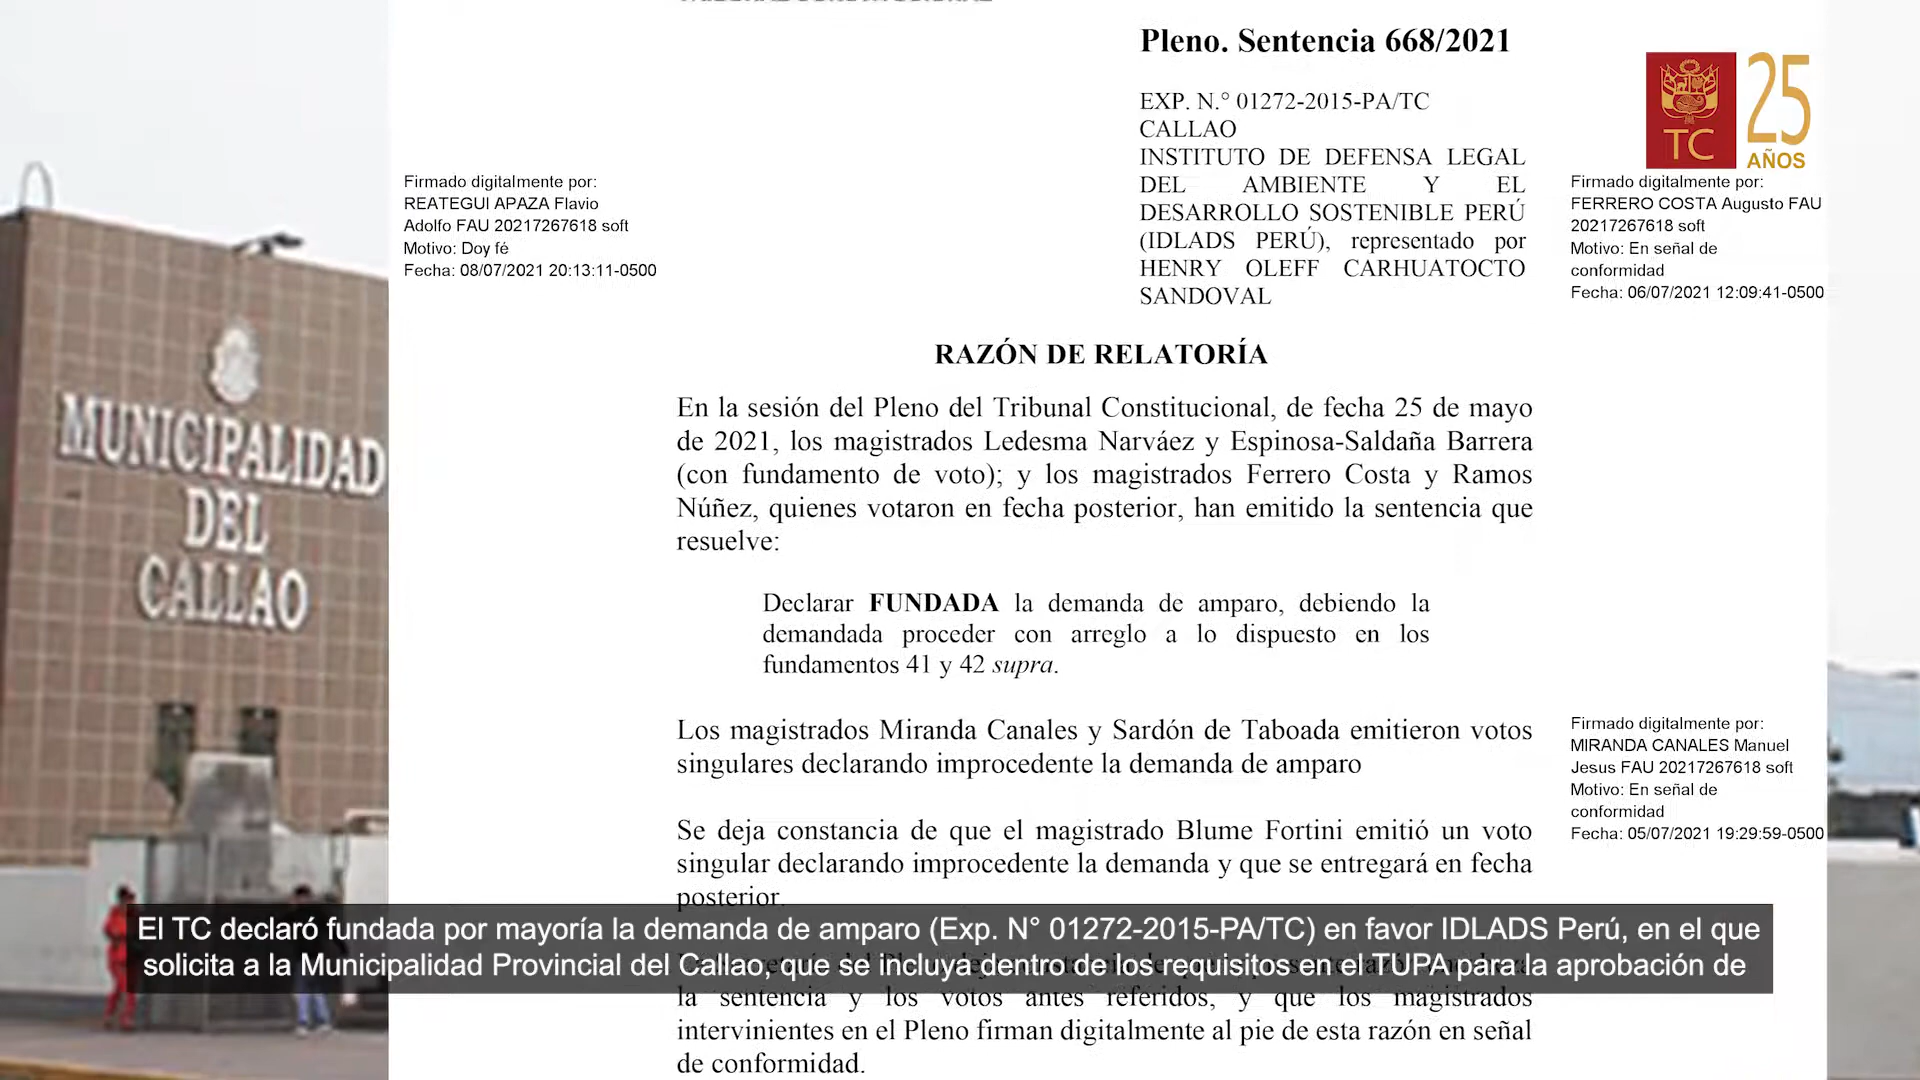 Pleno. Sentencia 668/2021
EXP. N.° 01272-2015-PA/TC
CALLAO
INSTITUTO DE DEFENSA LEGAL
DEL AMBIENTE Y EL
DESARROLLO SOSTENIBLE PERÚ
(IDLADS PERÚ), representado por
HENRY OLEFF CARHUATOCTO
SANDOVAL
TC
25
AÑOS
Firmado digitalmente por:
REATEGUI APAZA Flavio
Adolfo FAU 20217267618 soft
Motivo: Doy fé
Fecha: 08/07/2021 20:13:11-0500
Firmado digitalmente por:
FERRERO COSTA Augusto FAU
20217267618 soft
Motivo: En señal de
conformidad
Fecha: 06/07/2021 12:09:41-0500
MUNICIPALIDAD
DEL
CALLAO
RAZÓN DE RELATORÍA
En la sesión del Pleno del Tribunal Constitucional, de fecha 25 de mayo
de 2021, los magistrados Ledesma Narváez y Espinosa-Saldaña Barrera
(con fundamento de voto); y los magistrados Ferrero Costa y Ramos
Núñez, quienes votaron en fecha posterior, han emitido la sentencia que
resuelve:
Declarar FUNDADA la demanda de amparo, debiendo la
demandada proceder con arreglo a lo dispuesto en los
fundamentos 41 y 42 supra.
Los magistrados Miranda Canales y Sardón de Taboada emitieron votos
singulares declarando improcedente la demanda de amparo
Firmado digitalmente por:
MIRANDA CANALES Manuel
Jesus FAU 20217267618 soft
Motivo: En señal de
conformidad
Fecha: 05/07/2021 19:29:59-0500
Se deja constancia de que el magistrado Blume Fortini emitió un voto
singular declarando improcedente la demanda y que se entregará en fecha
posterior.
El TC declaró fundada por mayoría la demanda de amparo (Exp. N° 01272-2015-PA/TC) en favor IDLADS Perú, en el que
solicita a la Municipalidad Provincial del Callao, que se incluya dentro de los requisitos en el TUPA para la aprobación de
la sentencia y los votos antes referidos, y que los magistrados
intervinientes en el Pleno firman digitalmente al pie de esta razón en señal
de conformidad.